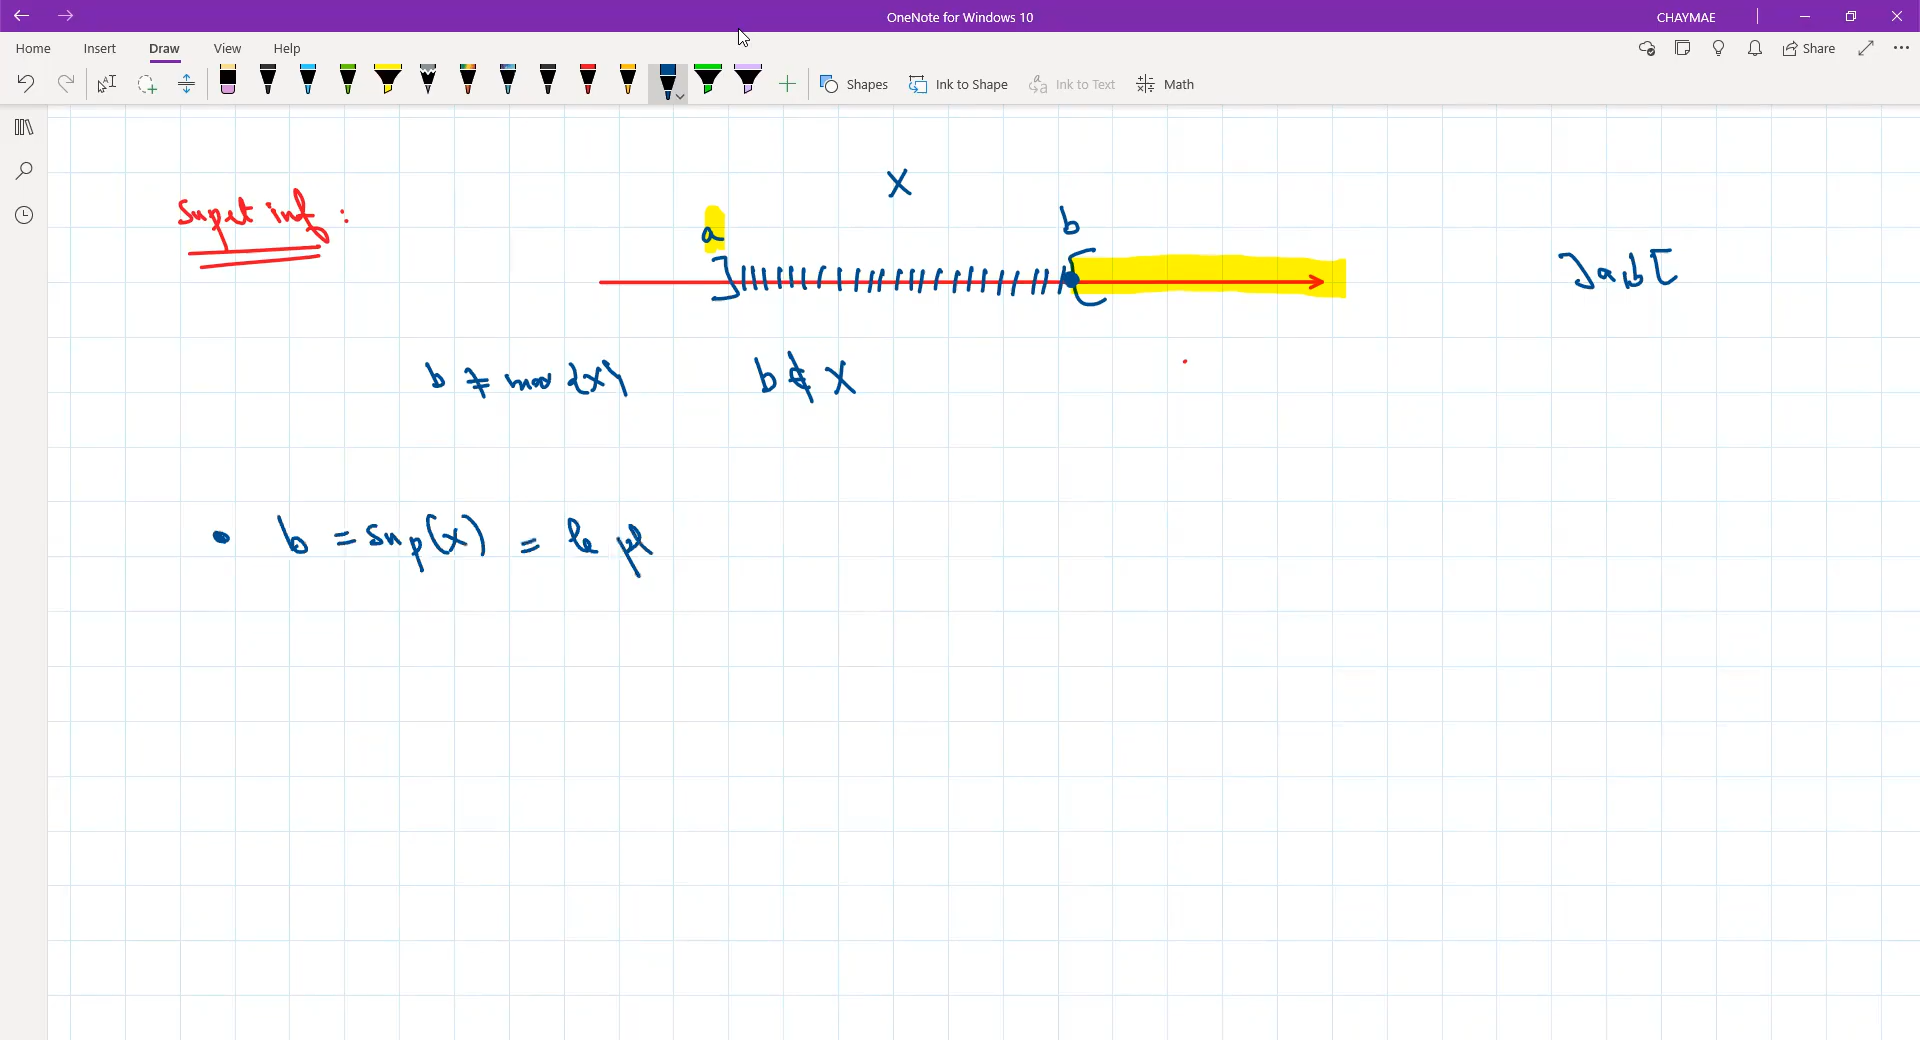 OneNote for Windows 10
CHAYMAE
Home Insert Draw View Help
Share
Shapes Ink to Shape Ink to Text Math
Sup et inf :
X
a b
]a,b[
b ≠ max {X} b ∉ X
• b = Sup(X) = le pl